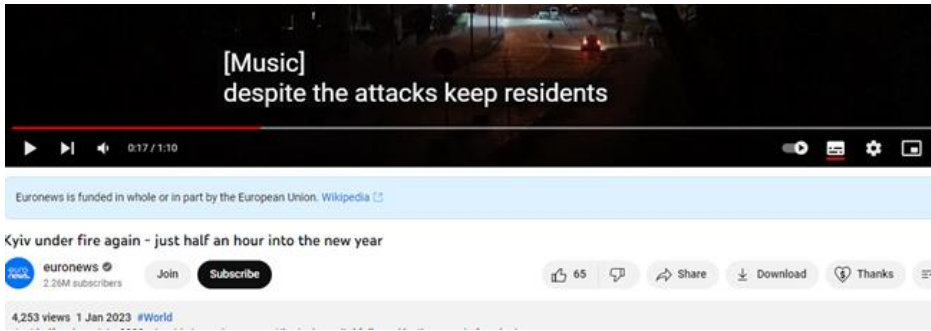 [Music]
despite the attacks keep residents
0:17 / 1:10
Euronews is funded in whole or in part by the European Union. Wikipedia
Kyiv under fire again - just half an hour into the new year
euro
news.
euronews
2.26M subscribers
Join
Subscribe
65
Share
Download
Thanks
4,253 views 1 Jan 2023 #World